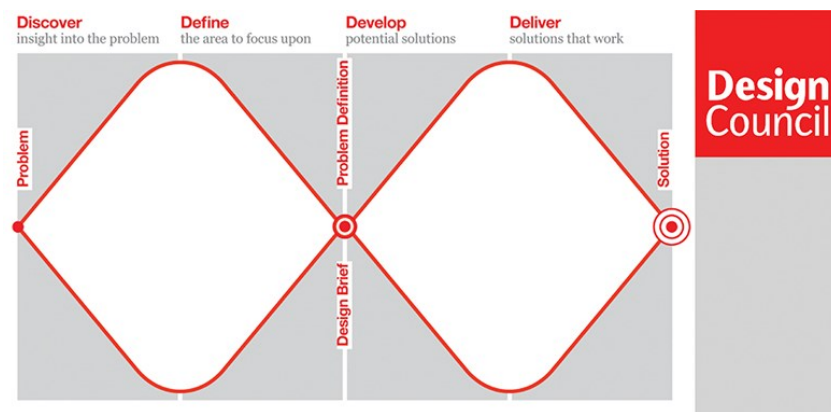 Discover
insight into the problem
Define
the area to focus upon
Develop
potential solutions
Deliver
solutions that work
Problem
Problem Definition
Design Brief
Solution
Design
Council